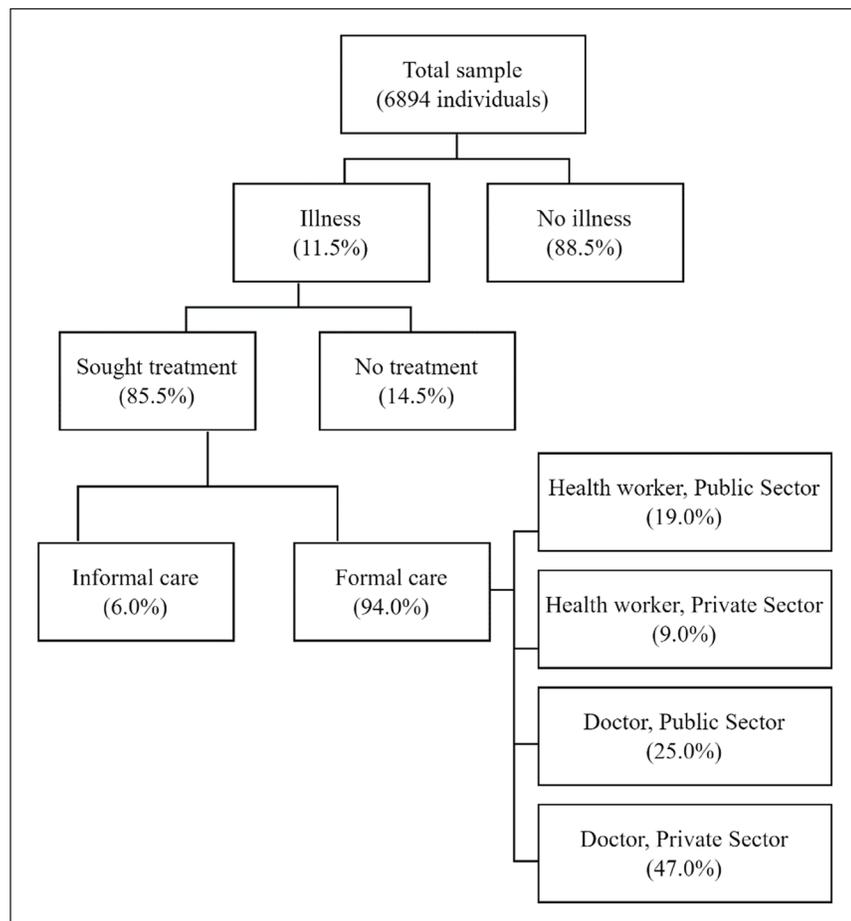 Total sample
(6894 individuals)
Illness
(11.5%)
No illness
(88.5%)
Sought treatment
(85.5%)
No treatment
(14.5%)
Informal care
(6.0%)
Formal care
(94.0%)
Health worker, Public Sector
(19.0%)
Health worker, Private Sector
(9.0%)
Doctor, Public Sector
(25.0%)
Doctor, Private Sector
(47.0%)